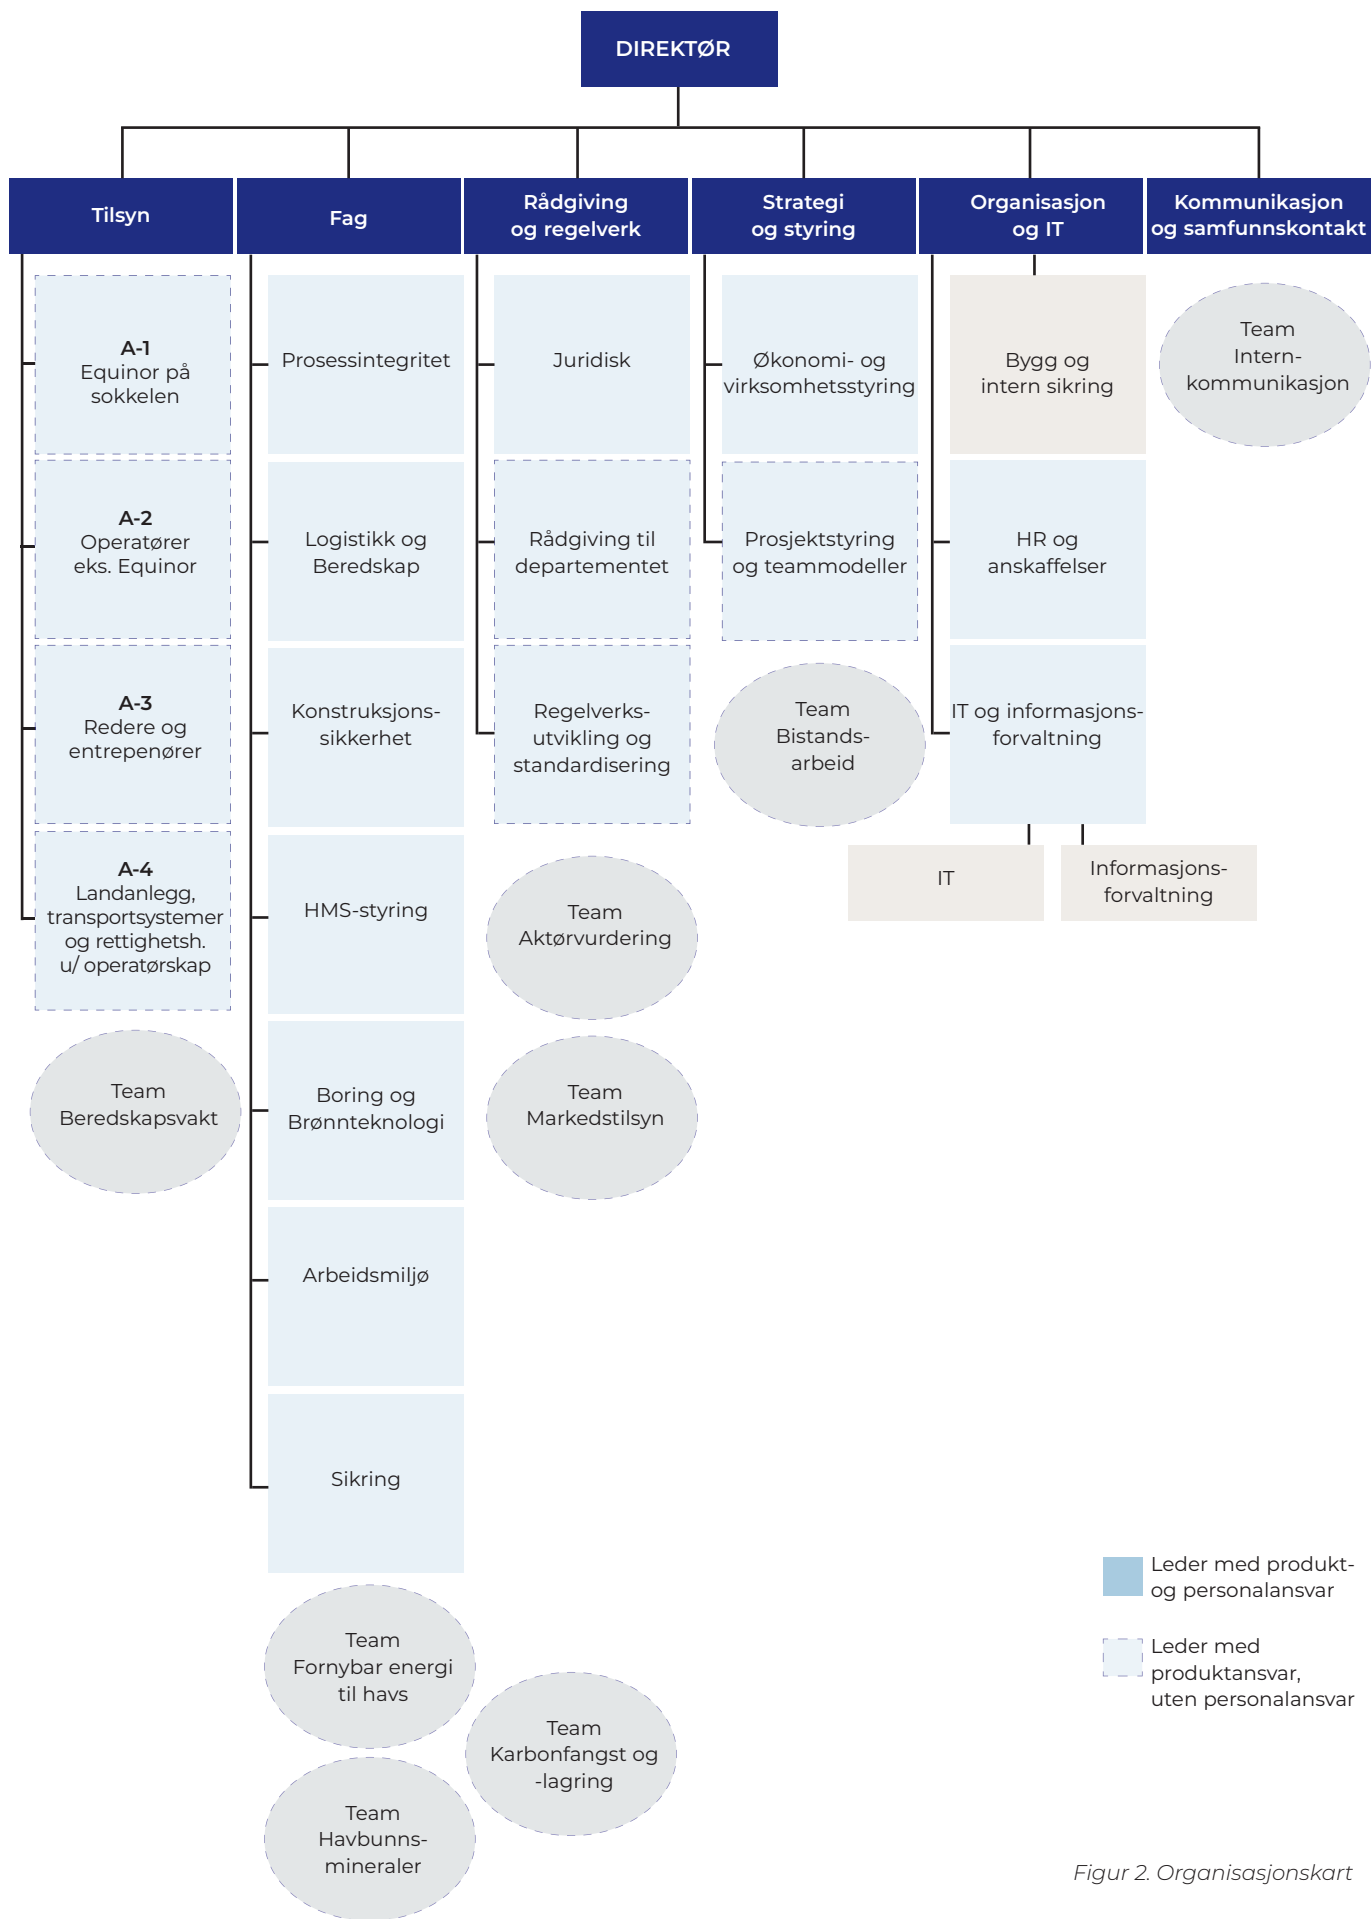 DIREKTØR
Tilsyn
Fag
Rådgiving
og regelverk
Strategi
og styring
Organisasjon
og IT
Kommunikasjon
og samfunnskontakt
A-1
Equinor på
sokkelen
A-2
Operatører
eks. Equinor
A-3
Redere og
entrepenører
A-4
Landanlegg,
transportsystemer
og rettighetsh.
u/ operatørskap
Team
Beredskapsvakt
Prosessintegritet
Logistikk og
Beredskap
Konstruksjons-
sikkerhet
HMS-styring
Boring og
Brønnteknologi
Arbeidsmiljø
Sikring
Team
Fornybar energi
til havs
Team
Havbunns-
mineraler
Team
Karbonfangst og
-lagring
Juridisk
Rådgiving til
departementet
Regelverks-
utvikling og
standardisering
Team
Aktørvurdering
Team
Markedstilsyn
Økonomi- og
virksomhetsstyring
Prosjektstyring
og teammodeller
Team
Bistands-
arbeid
Bygg og
intern sikring
HR og
anskaffelser
IT og informasjons-
forvaltning
IT
Informasjons-
forvaltning
Team
Intern-
kommunikasjon
Leder med produkt-
og personalansvar
Leder med
produktansvar,
uten personalansvar
Figur 2. Organisasjonskart